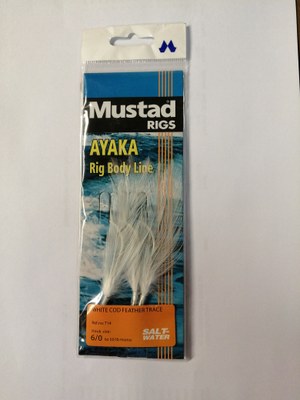 Mustad
RIGS
AYAKA
Rig Body Line
WHITE COD FEATHER TRACE
6/0
SALT-
WATER